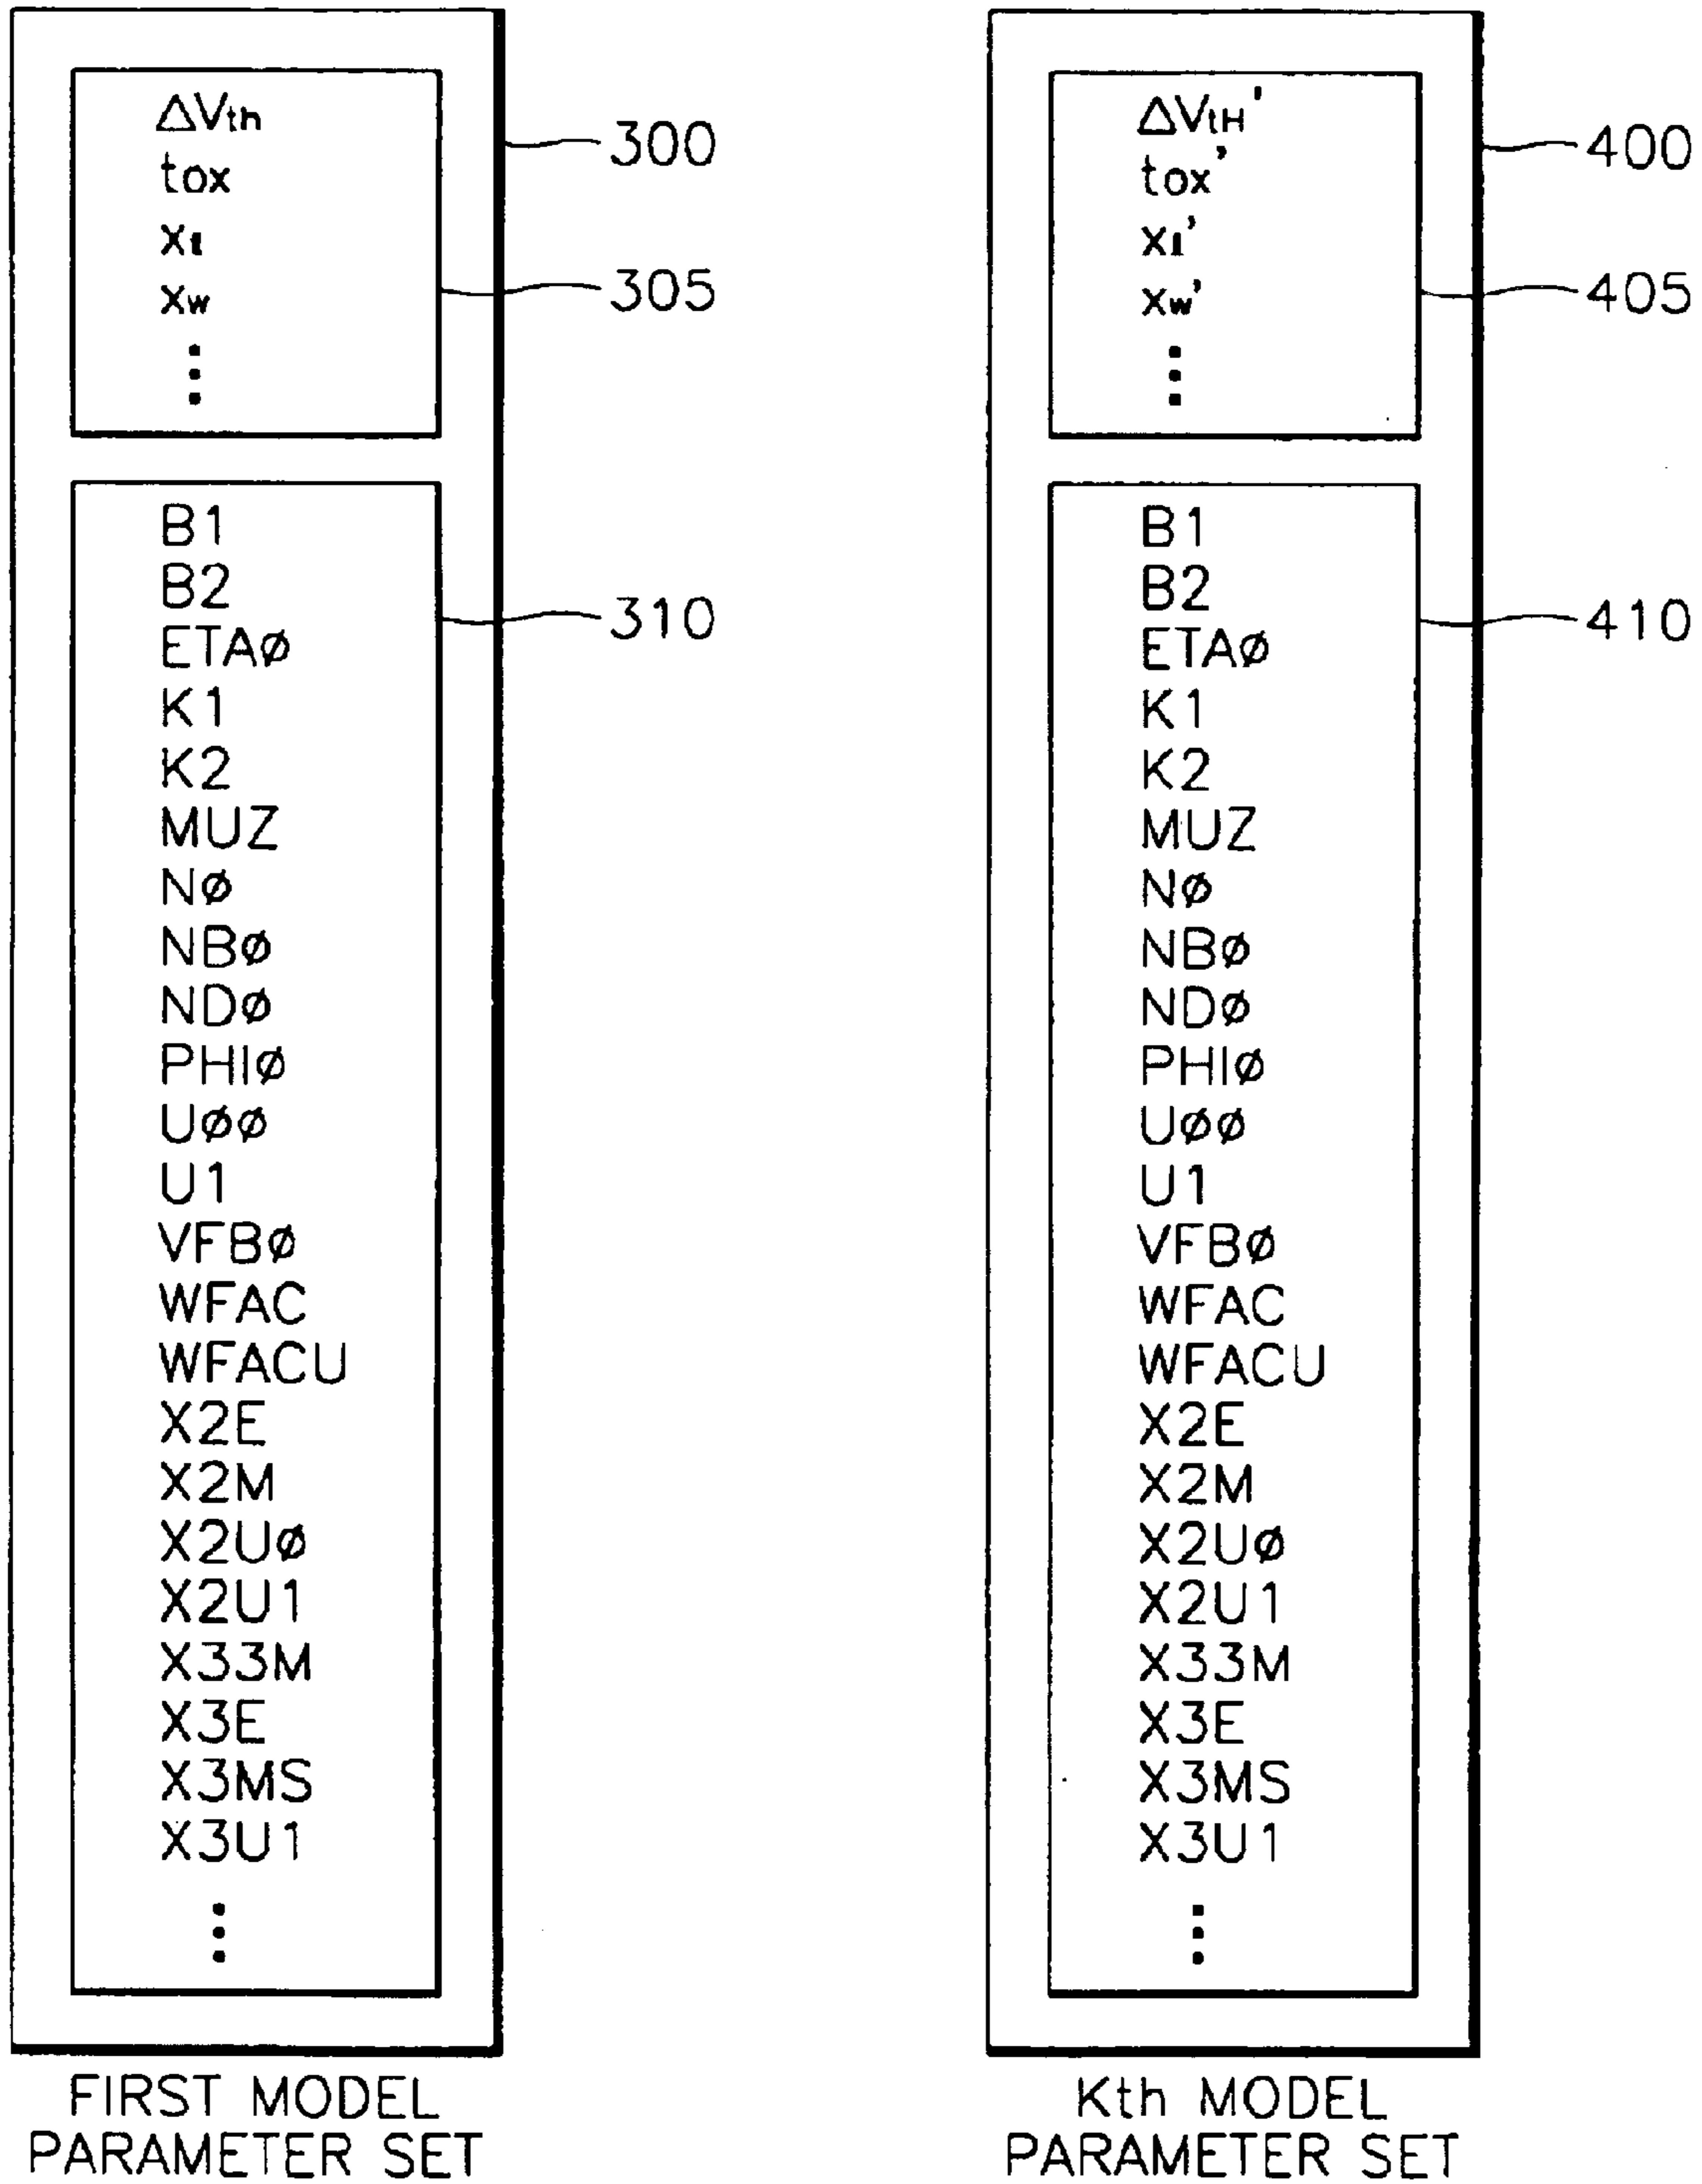 ΔVth
tox
xl
xw
⋮
300
305
B1
B2
ETAØ
K1
K2
MUZ
NØ
NBØ
NDØ
PHIØ
UØØ
U1
VFBØ
WFAC
WFACU
X2E
X2M
X2UØ
X2U1
X33M
X3E
X3MS
X3U1
⋮
310
FIRST MODEL
PARAMETER SET
ΔVtH'
tox'
xl'
xw'
⋮
400
405
B1
B2
ETAØ
K1
K2
MUZ
NØ
NBØ
NDØ
PHIØ
UØØ
U1
VFBØ
WFAC
WFACU
X2E
X2M
X2UØ
X2U1
X33M
X3E
X3MS
X3U1
⋮
410
Kth MODEL
PARAMETER SET